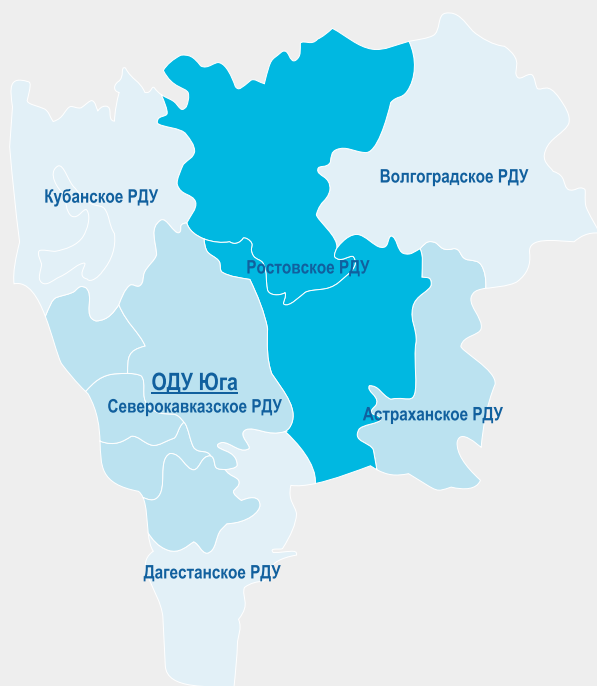 Волгоградское РДУ
Кубанское РДУ
Ростовское РДУ
ОДУ Юга
Северокавказское РДУ
Астраханское РДУ
Дагестанское РДУ